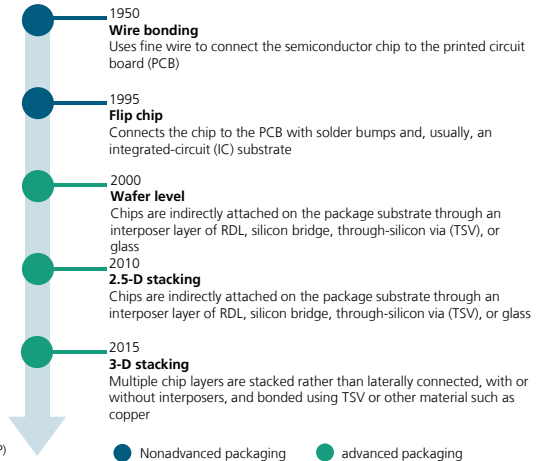 1950
Wire bonding
Uses fine wire to connect the semiconductor chip to the printed circuit
board (PCB)
1995
Flip chip
Connects the chip to the PCB with solder bumps and, usually, an
integrated-circuit (IC) substrate
2000
Wafer level
Chips are indirectly attached on the package substrate through an
interposer layer of RDL, silicon bridge, through-silicon via (TSV), or
glass
2010
2.5-D stacking
Chips are indirectly attached on the package substrate through an
interposer layer of RDL, silicon bridge, through-silicon via (TSV), or glass
2015
3-D stacking
Multiple chip layers are stacked rather than laterally connected, with or
without interposers, and bonded using TSV or other material such as
copper
P)
Nonadvanced packaging advanced packaging